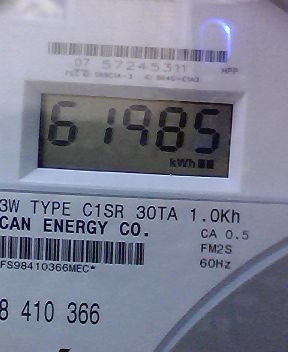 07 57245311
61985
kWh
3W TYPE C1SR 30TA 1.0Kh
CAN ENERGY CO.
CA 0.5
FM2S
60Hz
FS98410366MEC*
8 410 366